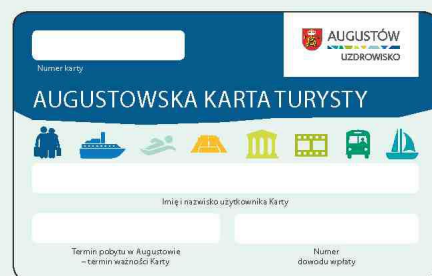 AUGUSTÓW
UZDROWISKO
Numer karty
AUGUSTOWSKA KARTA TURYSTY
Imię i nazwisko użytkownika Karty
Termin pobytu w Augustowie
– termin ważności Karty
Numer
dowodu wpłaty